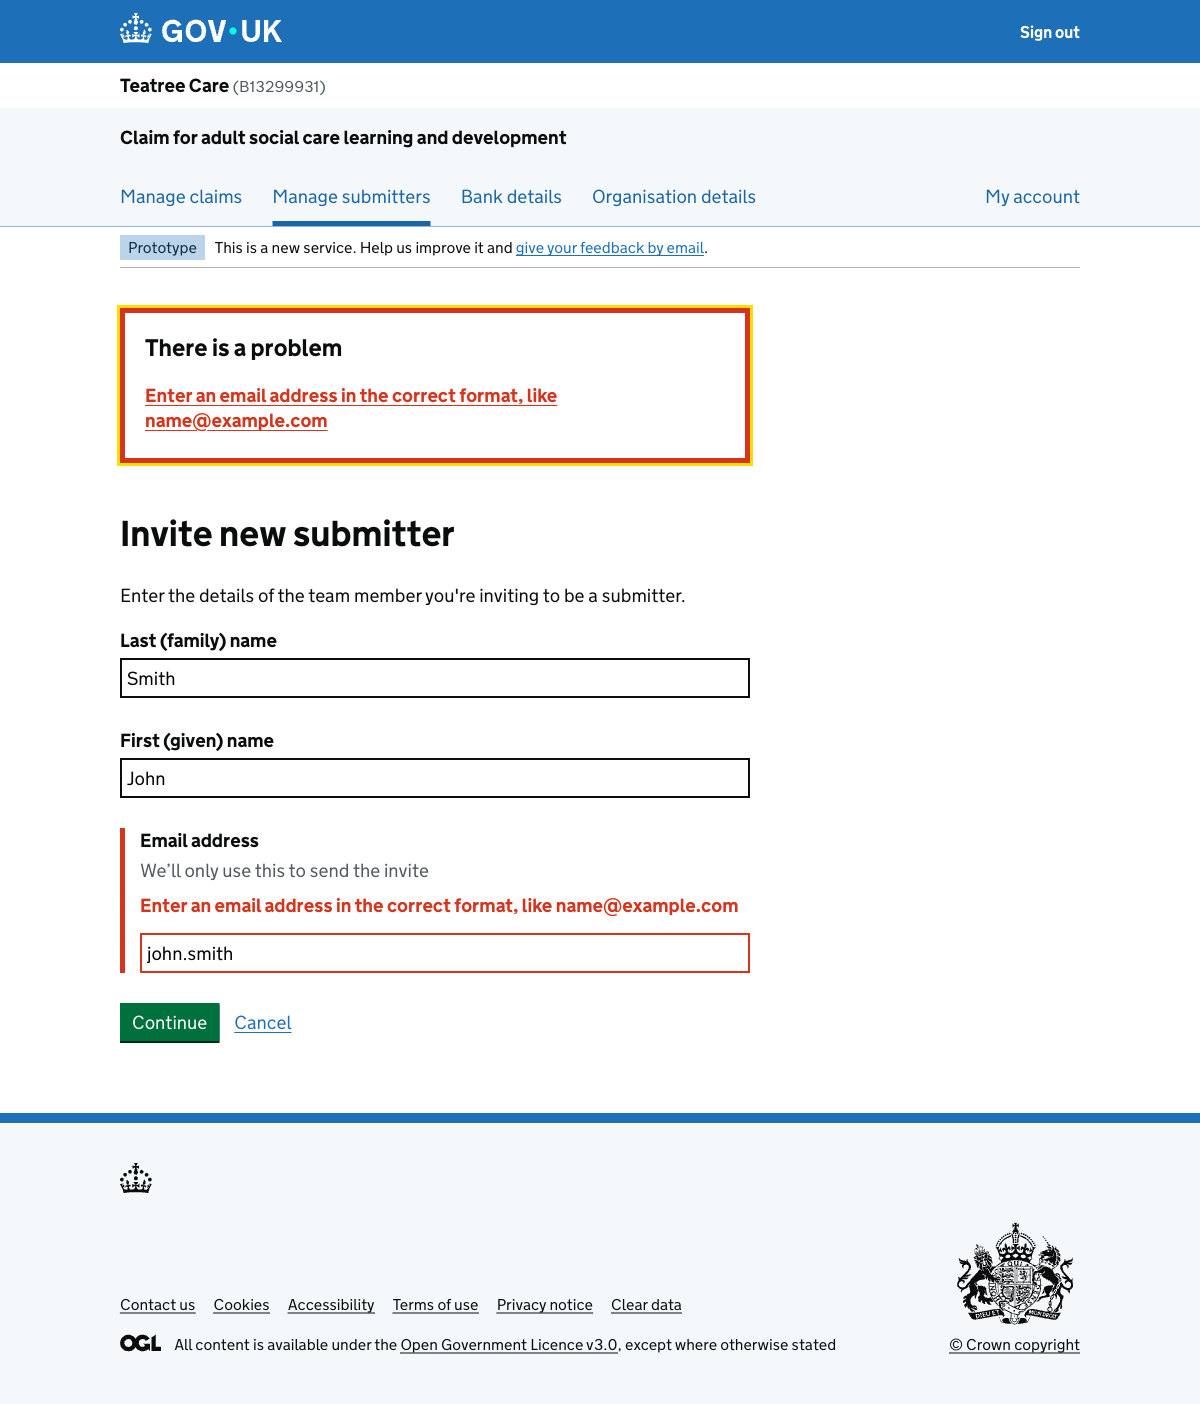 GOV·UK
Sign out
Teatree Care (B13299931)
Claim for adult social care learning and development
Manage claims
Manage submitters
Bank details
Organisation details
My account
Prototype
This is a new service. Help us improve it and give your feedback by email.
There is a problem
Enter an email address in the correct format, like
name@example.com
Invite new submitter
Enter the details of the team member you're inviting to be a submitter.
Last (family) name
Smith
First (given) name
John
Email address
We’ll only use this to send the invite
Enter an email address in the correct format, like name@example.com
john.smith
Continue
Cancel
Contact us
Cookies
Accessibility
Terms of use
Privacy notice
Clear data
OGL
All content is available under the Open Government Licence v3.0, except where otherwise stated
© Crown copyright